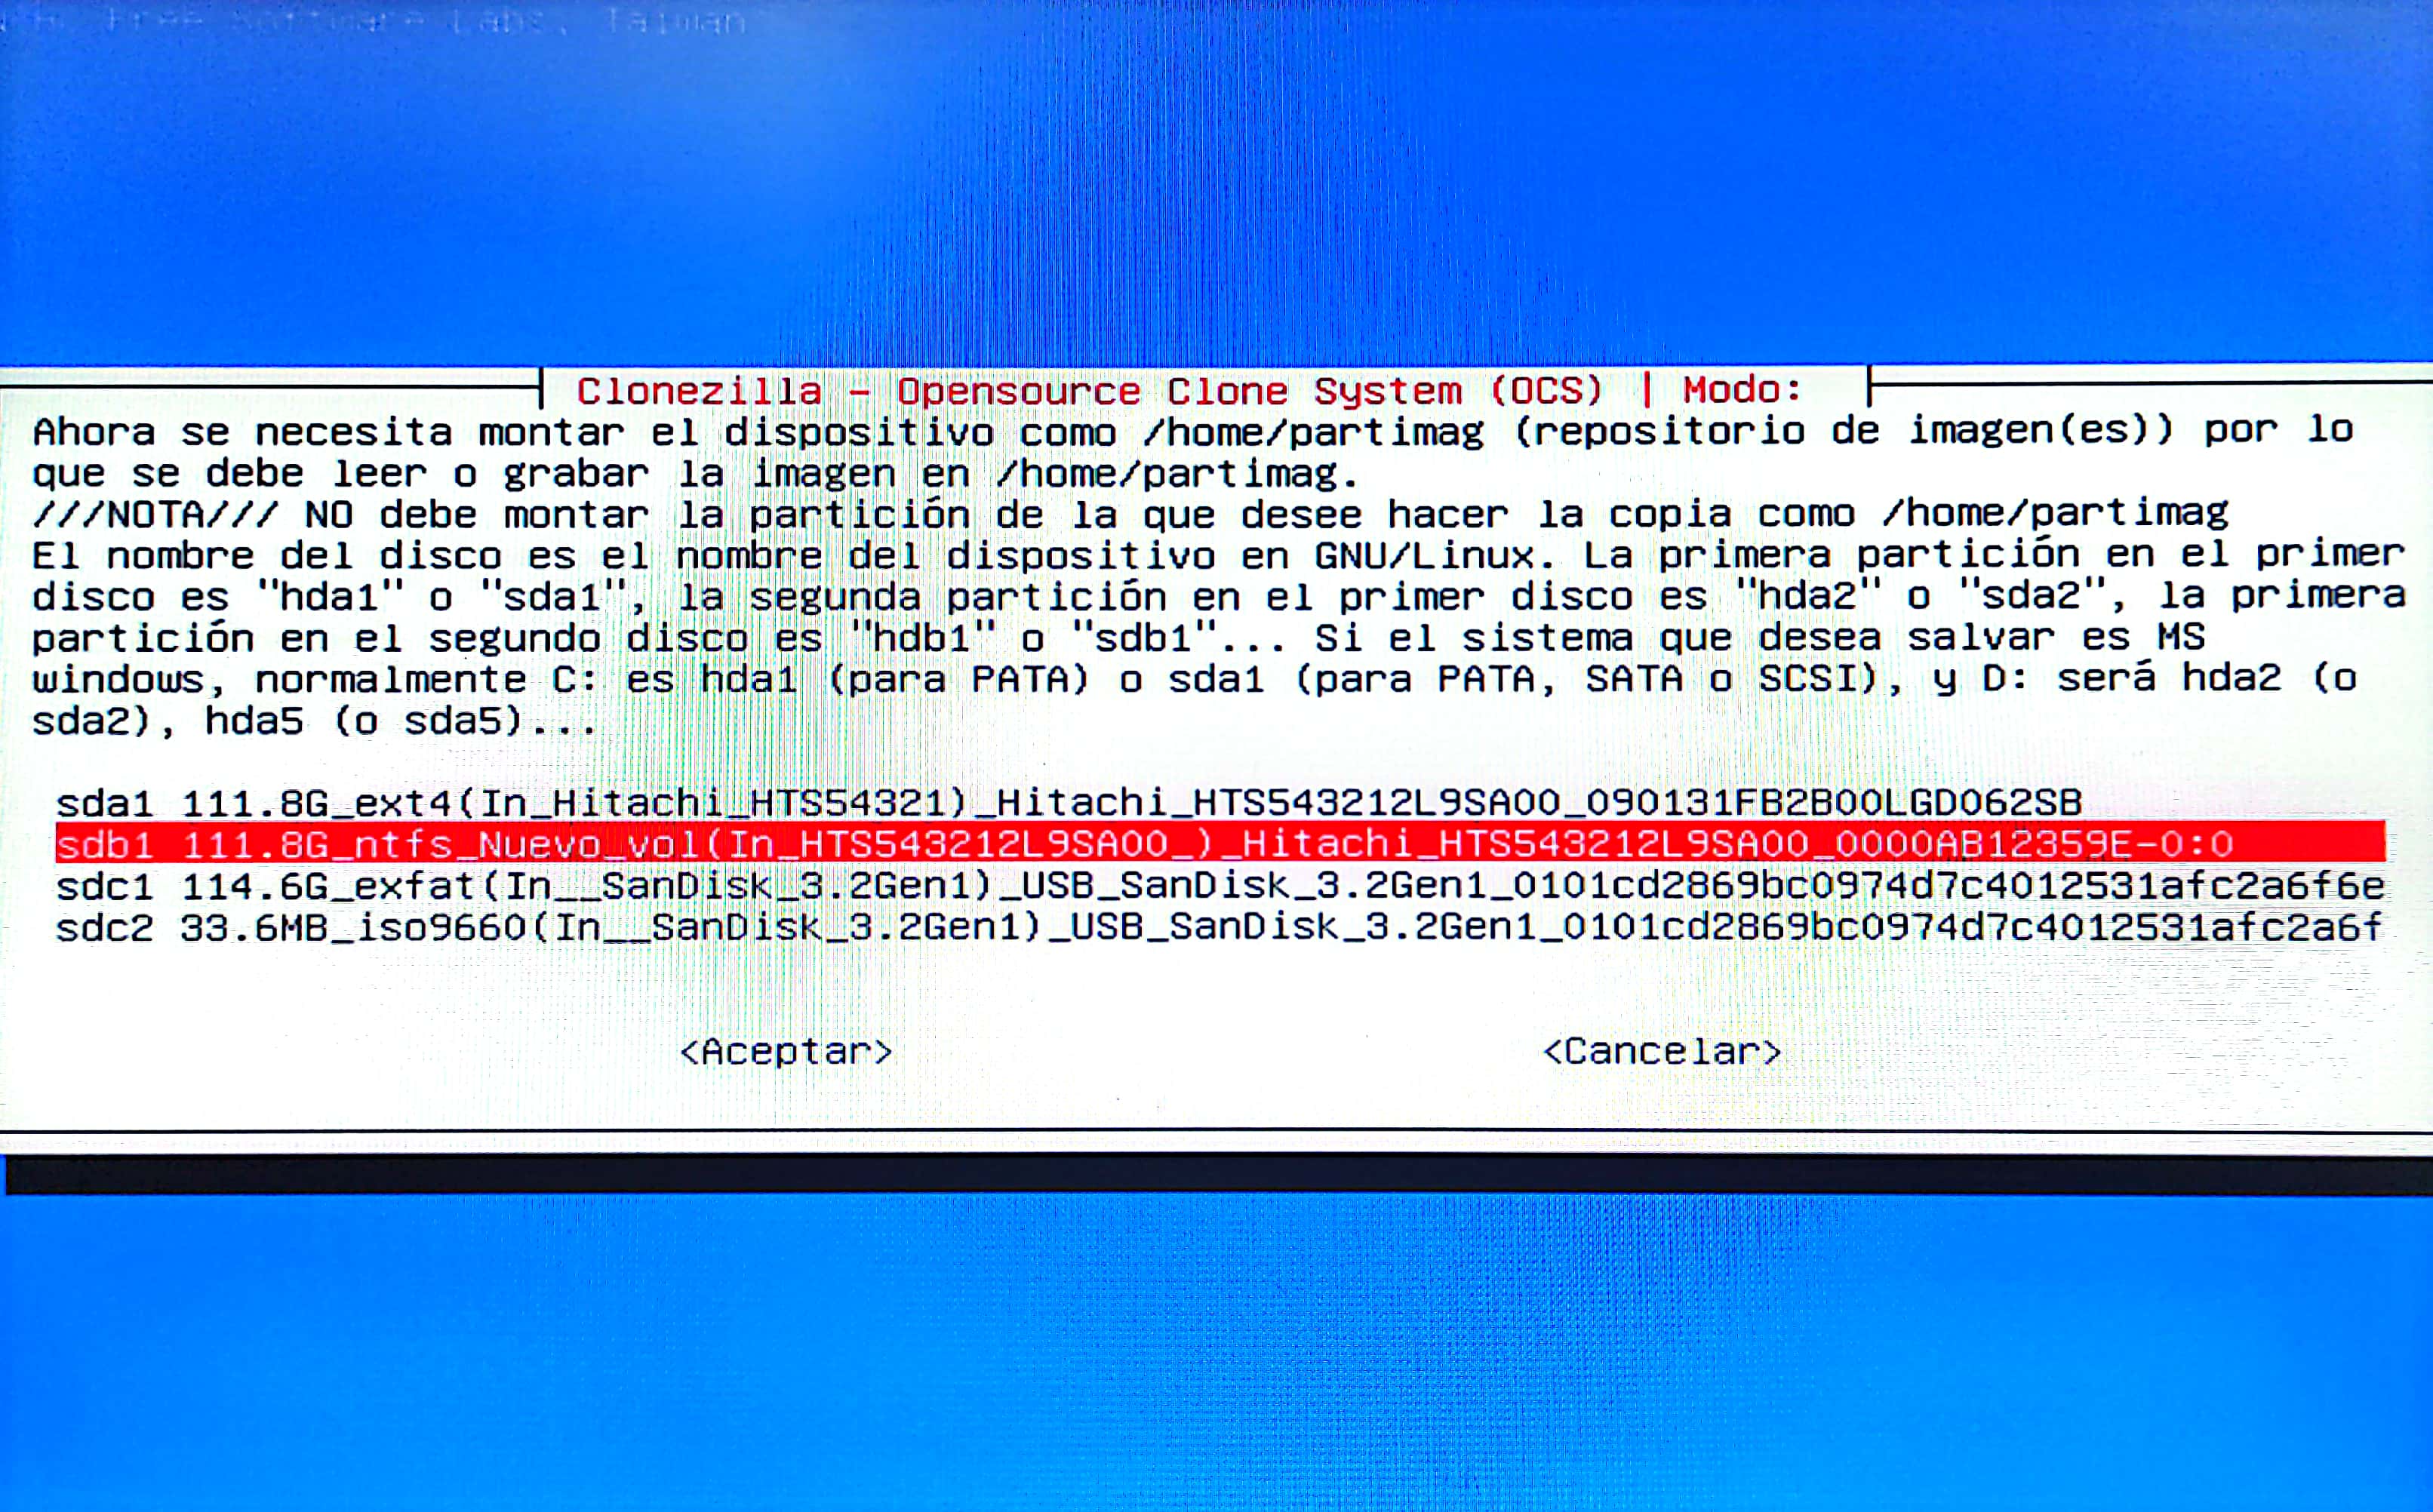 Free Software Labs, Taiwan
Clonezilla - Opensource Clone System (OCS) | Modo:
Ahora se necesita montar el dispositivo como /home/partimag (repositorio de imagen(es)) por lo
que se debe leer o grabar la imagen en /home/partimag.
///NOTA/// NO debe montar la partición de la que desee hacer la copia como /home/partimag
El nombre del disco es el nombre del dispositivo en GNU/Linux. La primera partición en el primer
disco es "hda1" o "sda1", la segunda partición en el primer disco es "hda2" o "sda2", la primera
partición en el segundo disco es "hdb1" o "sdb1"... Si el sistema que desea salvar es MS
windows, normalmente C: es hda1 (para PATA) o sda1 (para PATA, SATA o SCSI), y D: será hda2 (o
sda2), hda5 (o sda5)...
sda1 111.8G_ext4(In_Hitachi_HTS54321)_Hitachi_HTS543212L9SA00_090131FB2B00LGD062SB
sdb1 111.8G_ntfs_Nuevo_vol(In_HTS543212L9SA00_)_Hitachi_HTS543212L9SA00_0000AB12359E-0:0
sdc1 114.6G_exfat(In__SanDisk_3.2Gen1)_USB_SanDisk_3.2Gen1_0101cd2869bc0974d7c4012531afc2a6f6e
sdc2 33.6MB_iso9660(In__SanDisk_3.2Gen1)_USB_SanDisk_3.2Gen1_0101cd2869bc0974d7c4012531afc2a6f
<Aceptar> <Cancelar>